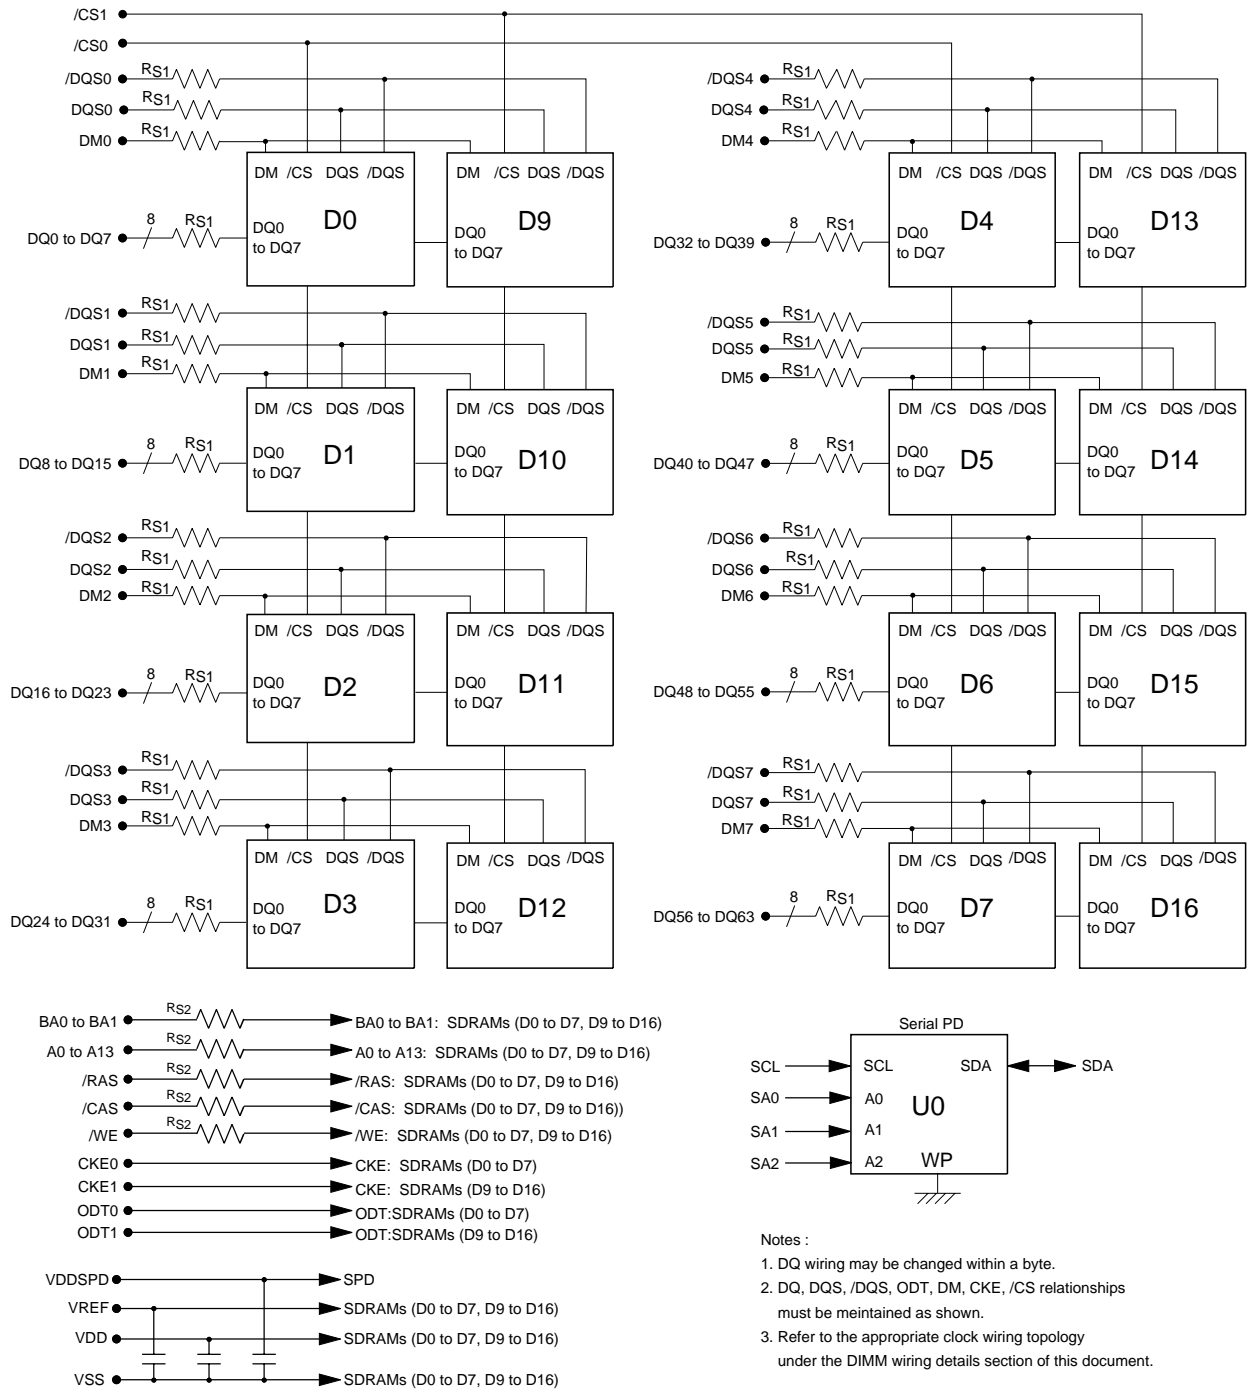 /CS1
/CS0
/DQS0 RS1
DQS0 RS1
DM0 RS1
DM /CS DQS /DQS
D0
DQ0 to DQ7 8 RS1
DQ0
to DQ7
DM /CS DQS /DQS
D9
DQ0
to DQ7
/DQS1 RS1
DQS1 RS1
DM1 RS1
DM /CS DQS /DQS
D1
DQ8 to DQ15 8 RS1
DQ0
to DQ7
DM /CS DQS /DQS
D10
DQ0
to DQ7
/DQS2 RS1
DQS2 RS1
DM2 RS1
DM /CS DQS /DQS
D2
DQ16 to DQ23 8 RS1
DQ0
to DQ7
DM /CS DQS /DQS
D11
DQ0
to DQ7
/DQS3 RS1
DQS3 RS1
DM3 RS1
DM /CS DQS /DQS
D3
DQ24 to DQ31 8 RS1
DQ0
to DQ7
DM /CS DQS /DQS
D12
DQ0
to DQ7
/DQS4 RS1
DQS4 RS1
DM4 RS1
DM /CS DQS /DQS
D4
DQ32 to DQ39 8 RS1
DQ0
to DQ7
DM /CS DQS /DQS
D13
DQ0
to DQ7
/DQS5 RS1
DQS5 RS1
DM5 RS1
DM /CS DQS /DQS
D5
DQ40 to DQ47 8 RS1
DQ0
to DQ7
DM /CS DQS /DQS
D14
DQ0
to DQ7
/DQS6 RS1
DQS6 RS1
DM6 RS1
DM /CS DQS /DQS
D6
DQ48 to DQ55 8 RS1
DQ0
to DQ7
DM /CS DQS /DQS
D15
DQ0
to DQ7
/DQS7 RS1
DQS7 RS1
DM7 RS1
DM /CS DQS /DQS
D7
DQ56 to DQ63 8 RS1
DQ0
to DQ7
DM /CS DQS /DQS
D16
DQ0
to DQ7
BA0 to BA1 RS2 BA0 to BA1: SDRAMs (D0 to D7, D9 to D16)
A0 to A13 RS2 A0 to A13: SDRAMs (D0 to D7, D9 to D16)
/RAS RS2 /RAS: SDRAMs (D0 to D7, D9 to D16)
/CAS RS2 /CAS: SDRAMs (D0 to D7, D9 to D16))
/WE RS2 /WE: SDRAMs (D0 to D7, D9 to D16)
CKE0 CKE: SDRAMs (D0 to D7)
CKE1 CKE: SDRAMs (D9 to D16)
ODT0 ODT:SDRAMs (D0 to D7)
ODT1 ODT:SDRAMs (D9 to D16)
VDDSPD SPD
VREF SDRAMs (D0 to D7, D9 to D16)
VDD SDRAMs (D0 to D7, D9 to D16)
VSS SDRAMs (D0 to D7, D9 to D16)
Serial PD
SCL SCL SDA SDA
SA0 A0
U0
SA1 A1
SA2 A2 WP
Notes :
1. DQ wiring may be changed within a byte.
2. DQ, DQS, /DQS, ODT, DM, CKE, /CS relationships
must be meintained as shown.
3. Refer to the appropriate clock wiring topology
under the DIMM wiring details section of this document.